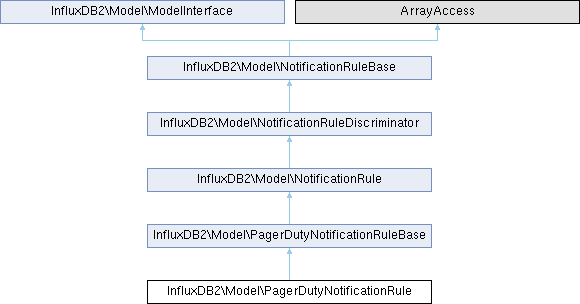 InfluxDB2\Model\ModelInterface
ArrayAccess
InfluxDB2\Model\NotificationRuleBase
InfluxDB2\Model\NotificationRuleDiscriminator
InfluxDB2\Model\NotificationRule
InfluxDB2\Model\PagerDutyNotificationRuleBase
InfluxDB2\Model\PagerDutyNotificationRule